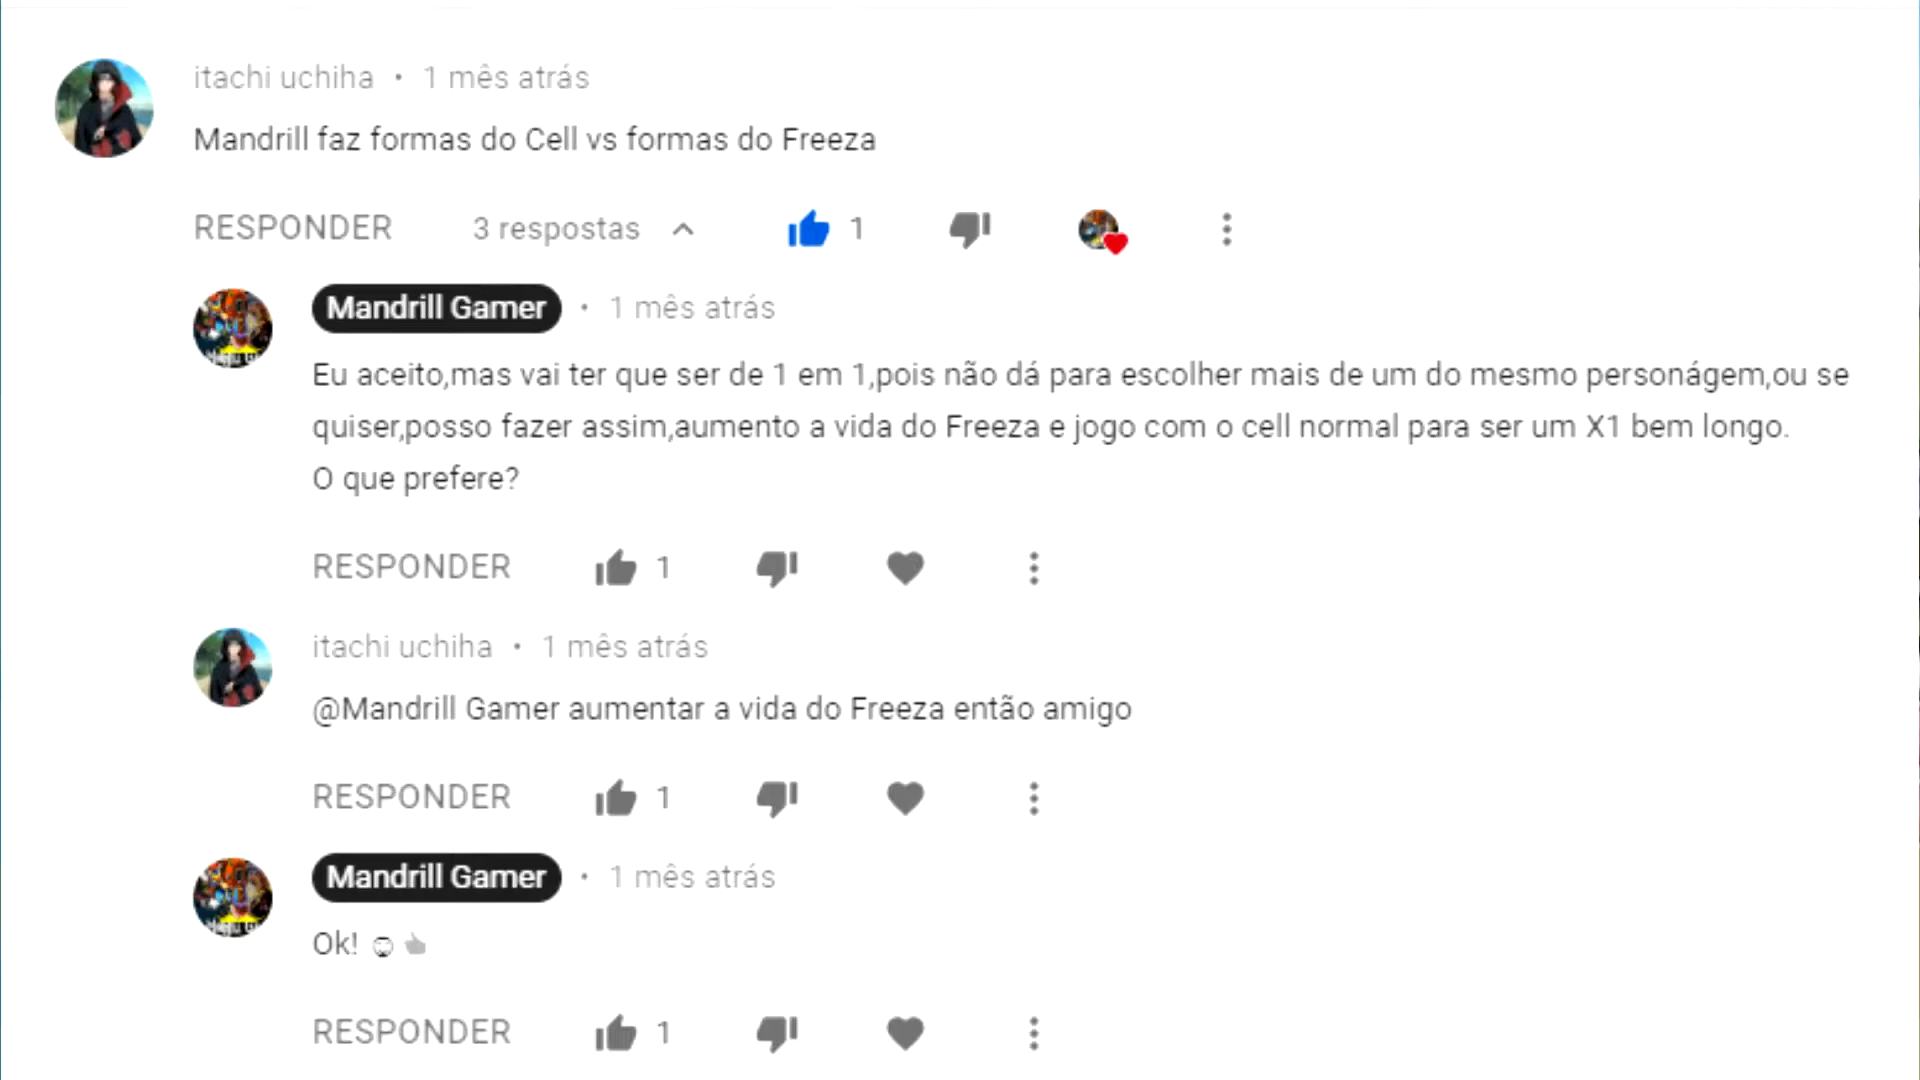 itachi uchiha • 1 mês atrás
Mandrill faz formas do Cell vs formas do Freeza
RESPONDER 3 respostas 1
Mandrill Gamer • 1 mês atrás
Eu aceito,mas vai ter que ser de 1 em 1,pois não dá para escolher mais de um do mesmo personágem,ou se
quiser,posso fazer assim,aumento a vida do Freeza e jogo com o cell normal para ser um X1 bem longo.
O que prefere?
RESPONDER 1
itachi uchiha • 1 mês atrás
@Mandrill Gamer aumentar a vida do Freeza então amigo
RESPONDER 1
Mandrill Gamer • 1 mês atrás
Ok!
RESPONDER 1